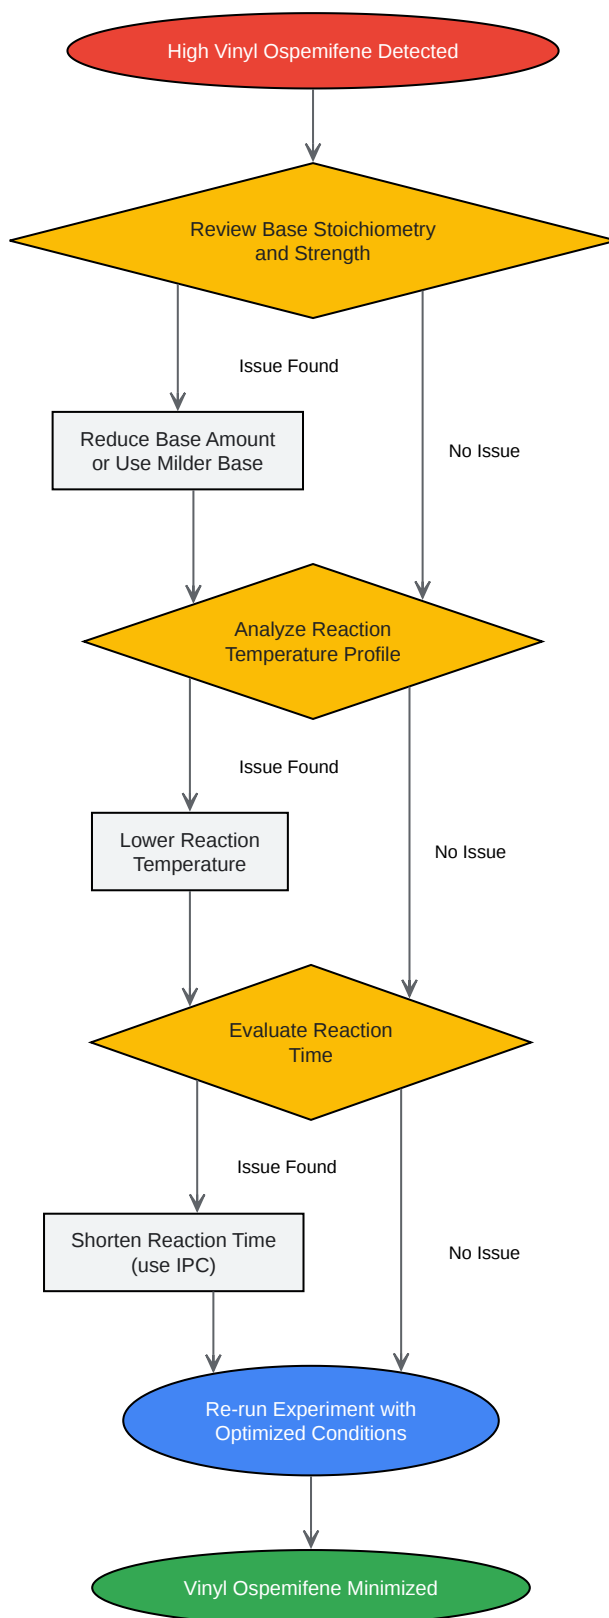 High Vinyl Ospemifene Detected
Review Base Stoichiometry
and Strength
Issue Found
Reduce Base Amount
or Use Milder Base
No Issue
Analyze Reaction
Temperature Profile
Issue Found
Lower Reaction
Temperature
No Issue
Evaluate Reaction
Time
Issue Found
Shorten Reaction Time
(use IPC)
No Issue
Re-run Experiment with
Optimized Conditions
Vinyl Ospemifene Minimized